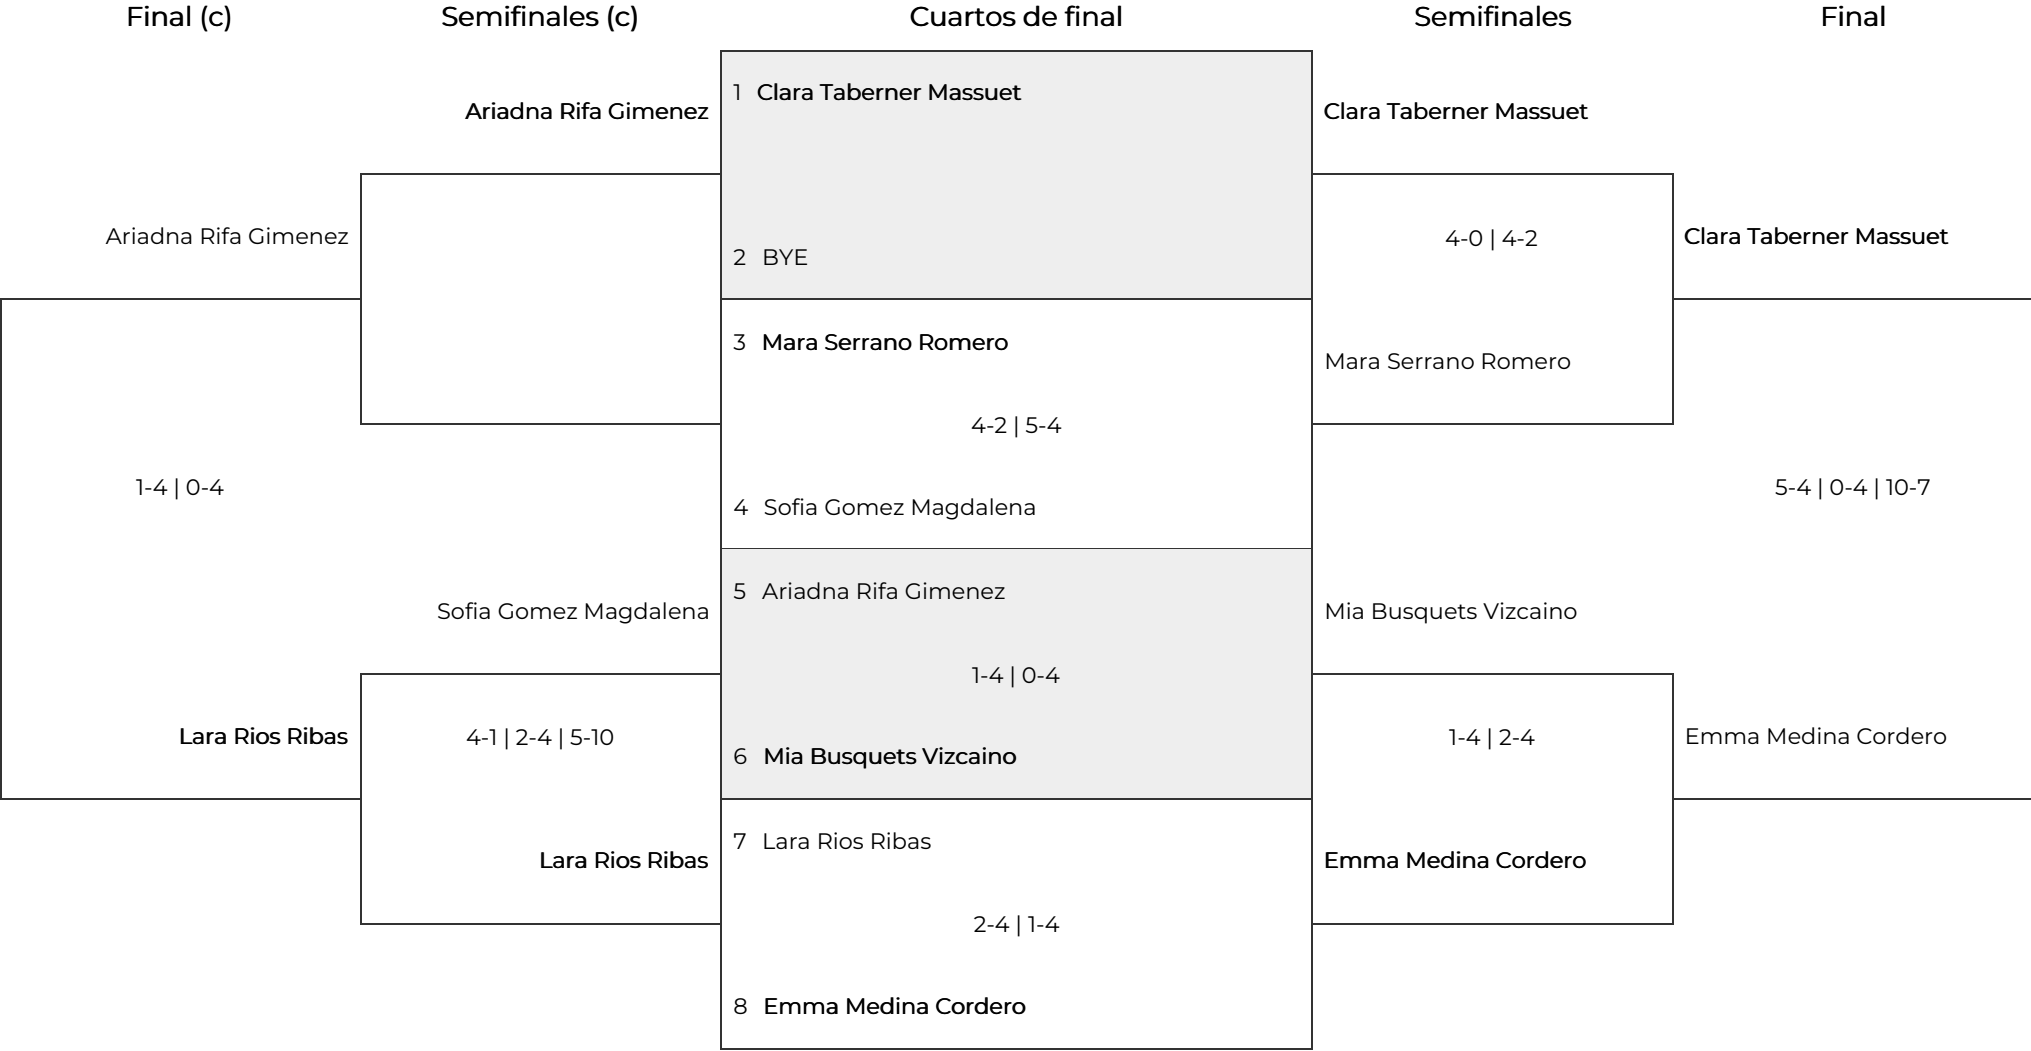 Final (c)
Semifinales (c)
Cuartos de final
Semifinales
Final
Ariadna Rifa Gimenez
1 Clara Taberner Massuet
Clara Taberner Massuet
Ariadna Rifa Gimenez
2 BYE
4-0 | 4-2
Clara Taberner Massuet
3 Mara Serrano Romero
Mara Serrano Romero
4-2 | 5-4
1-4 | 0-4
4 Sofia Gomez Magdalena
5-4 | 0-4 | 10-7
Sofia Gomez Magdalena
5 Ariadna Rifa Gimenez
Mia Busquets Vizcaino
1-4 | 0-4
Lara Rios Ribas
4-1 | 2-4 | 5-10
6 Mia Busquets Vizcaino
1-4 | 2-4
Emma Medina Cordero
Lara Rios Ribas
7 Lara Rios Ribas
Emma Medina Cordero
2-4 | 1-4
8 Emma Medina Cordero